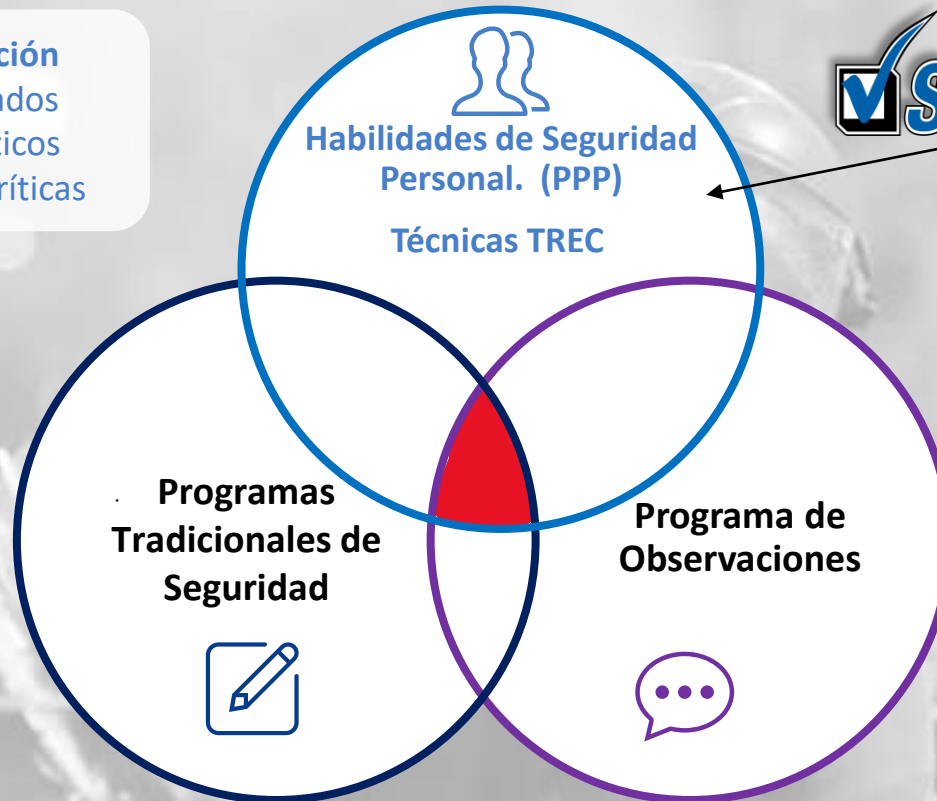 ción
ados
ticos
ríticas
S
Habilidades de Seguridad
Personal. (PPP)
Técnicas TREC
. Programas
Tradicionales de
Seguridad
Programa de
Observaciones